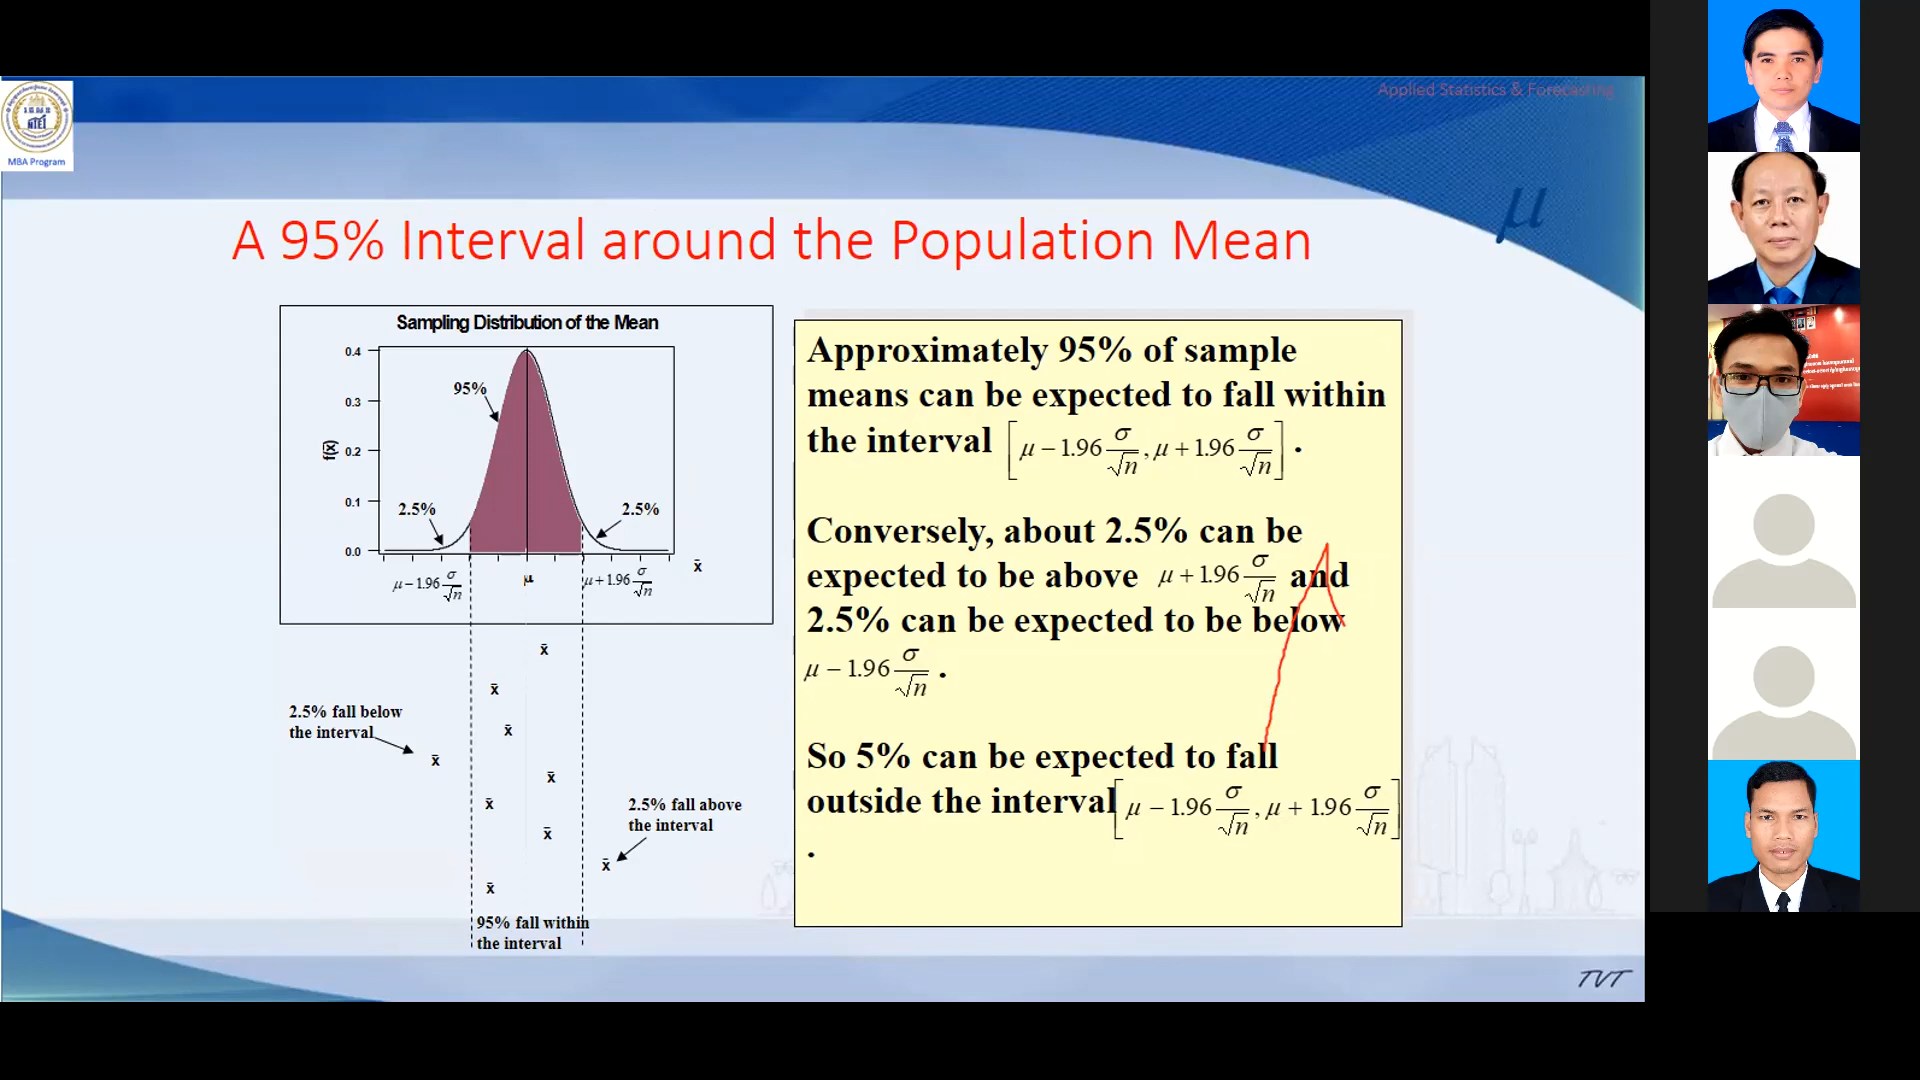 Applied Statistics & Forecasting
MBA Program
μ
A 95% Interval around the Population Mean
Sampling Distribution of the Mean
0.4
0.3
0.2
0.1
0.0
f(x̄)
95%
2.5%
2.5%
μ − 1.96 σ/√n
μ
μ + 1.96 σ/√n
x̄
x̄
x̄
x̄
2.5% fall below
the interval
x̄
x̄
x̄
2.5% fall above
the interval
x̄
x̄
x̄
95% fall within
the interval
Approximately 95% of sample
means can be expected to fall within
the interval [μ − 1.96 σ/√n, μ + 1.96 σ/√n].
Conversely, about 2.5% can be
expected to be above μ + 1.96 σ/√n and
2.5% can be expected to be below
μ − 1.96 σ/√n.
So 5% can be expected to fall
outside the interval [μ − 1.96 σ/√n, μ + 1.96 σ/√n]
.
TVT